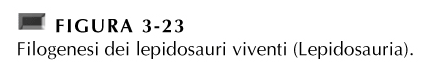 FIGURA 3-23
Filogenesi dei lepidosauri viventi (Lepidosauria).